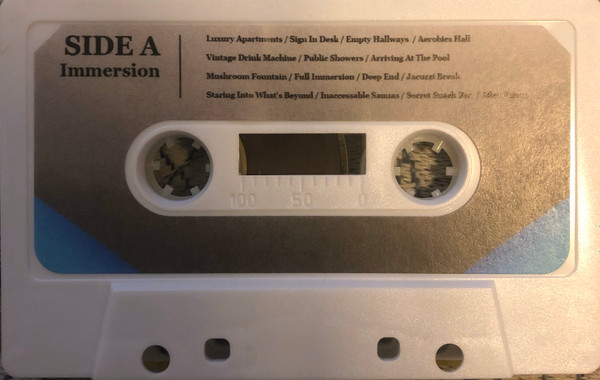 SIDE A
Immersion
Luxury Apartments / Sign In Desk / Empty Hallways / Aerobics Hall
Vintage Drink Machine / Public Showers / Arriving At The Pool
Mushroom Fountain / Full Immersion / Deep End / Jacuzzi Break
Staring Into What's Beyond / Inaccessable Saunas / Secret Snack Bar /
100 50 0